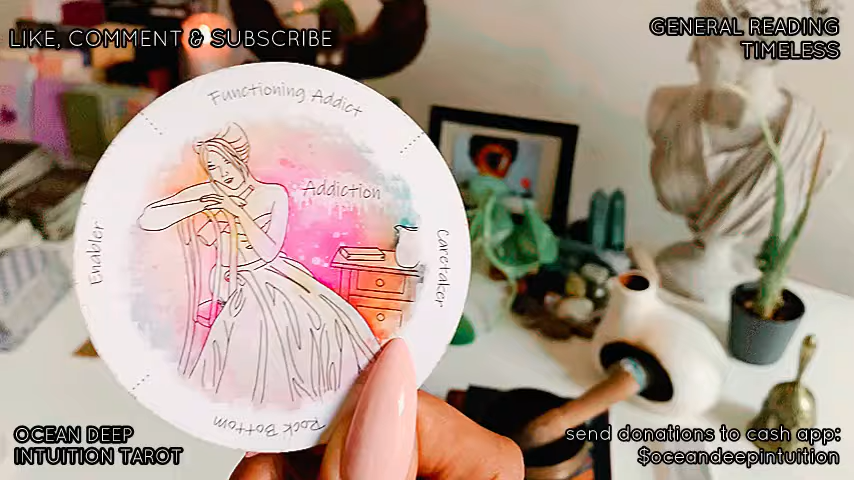 LIKE, COMMENT & SUBSCRIBE
GENERAL READING
TIMELESS
Functioning Addict
Addiction
Enabler
Caretaker
Rock Bottom
OCEAN DEEP
INTUITION TAROT
send donations to cash app:
$oceandeepintuition